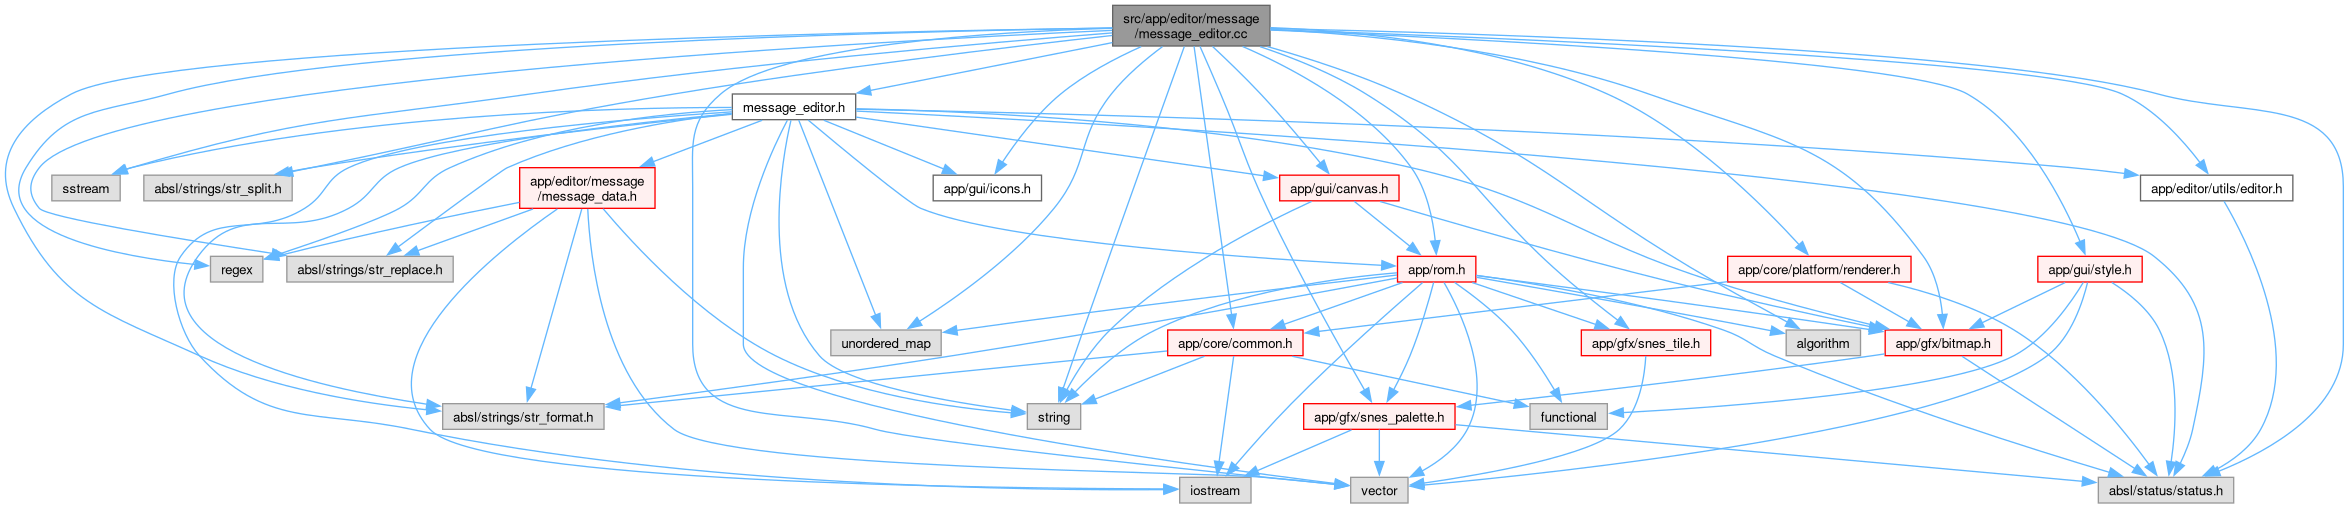 src/app/editor/message
/message_editor.cc
message_editor.h
sstream
absl/strings/str_split.h
app/editor/message
/message_data.h
app/gui/icons.h
app/gui/canvas.h
app/editor/utils/editor.h
regex
absl/strings/str_replace.h
app/rom.h
app/core/platform/renderer.h
app/gui/style.h
unordered_map
app/core/common.h
app/gfx/snes_tile.h
algorithm
app/gfx/bitmap.h
absl/strings/str_format.h
string
app/gfx/snes_palette.h
functional
iostream
vector
absl/status/status.h